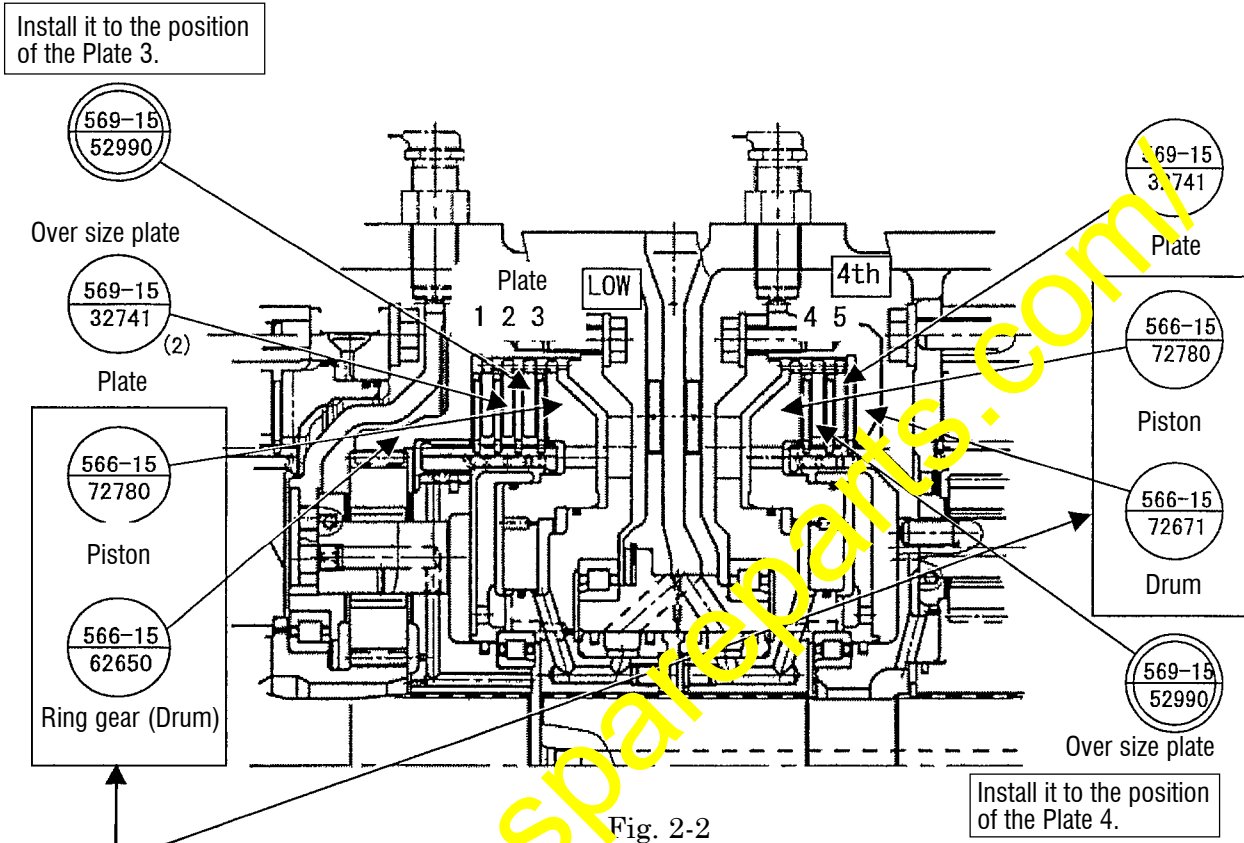 Install it to the position
of the Plate 3.
569-15
52990
Over size plate
569-15
32741
(2)
Plate
566-15
72780
Piston
566-15
62650
Ring gear (Drum)
Plate
1 2 3
LOW
4th
4 5
569-15
32741
Plate
566-15
72780
Piston
566-15
72671
Drum
569-15
52990
Over size plate
Install it to the position
of the Plate 4.
Fig. 2-2
spareparts.com/